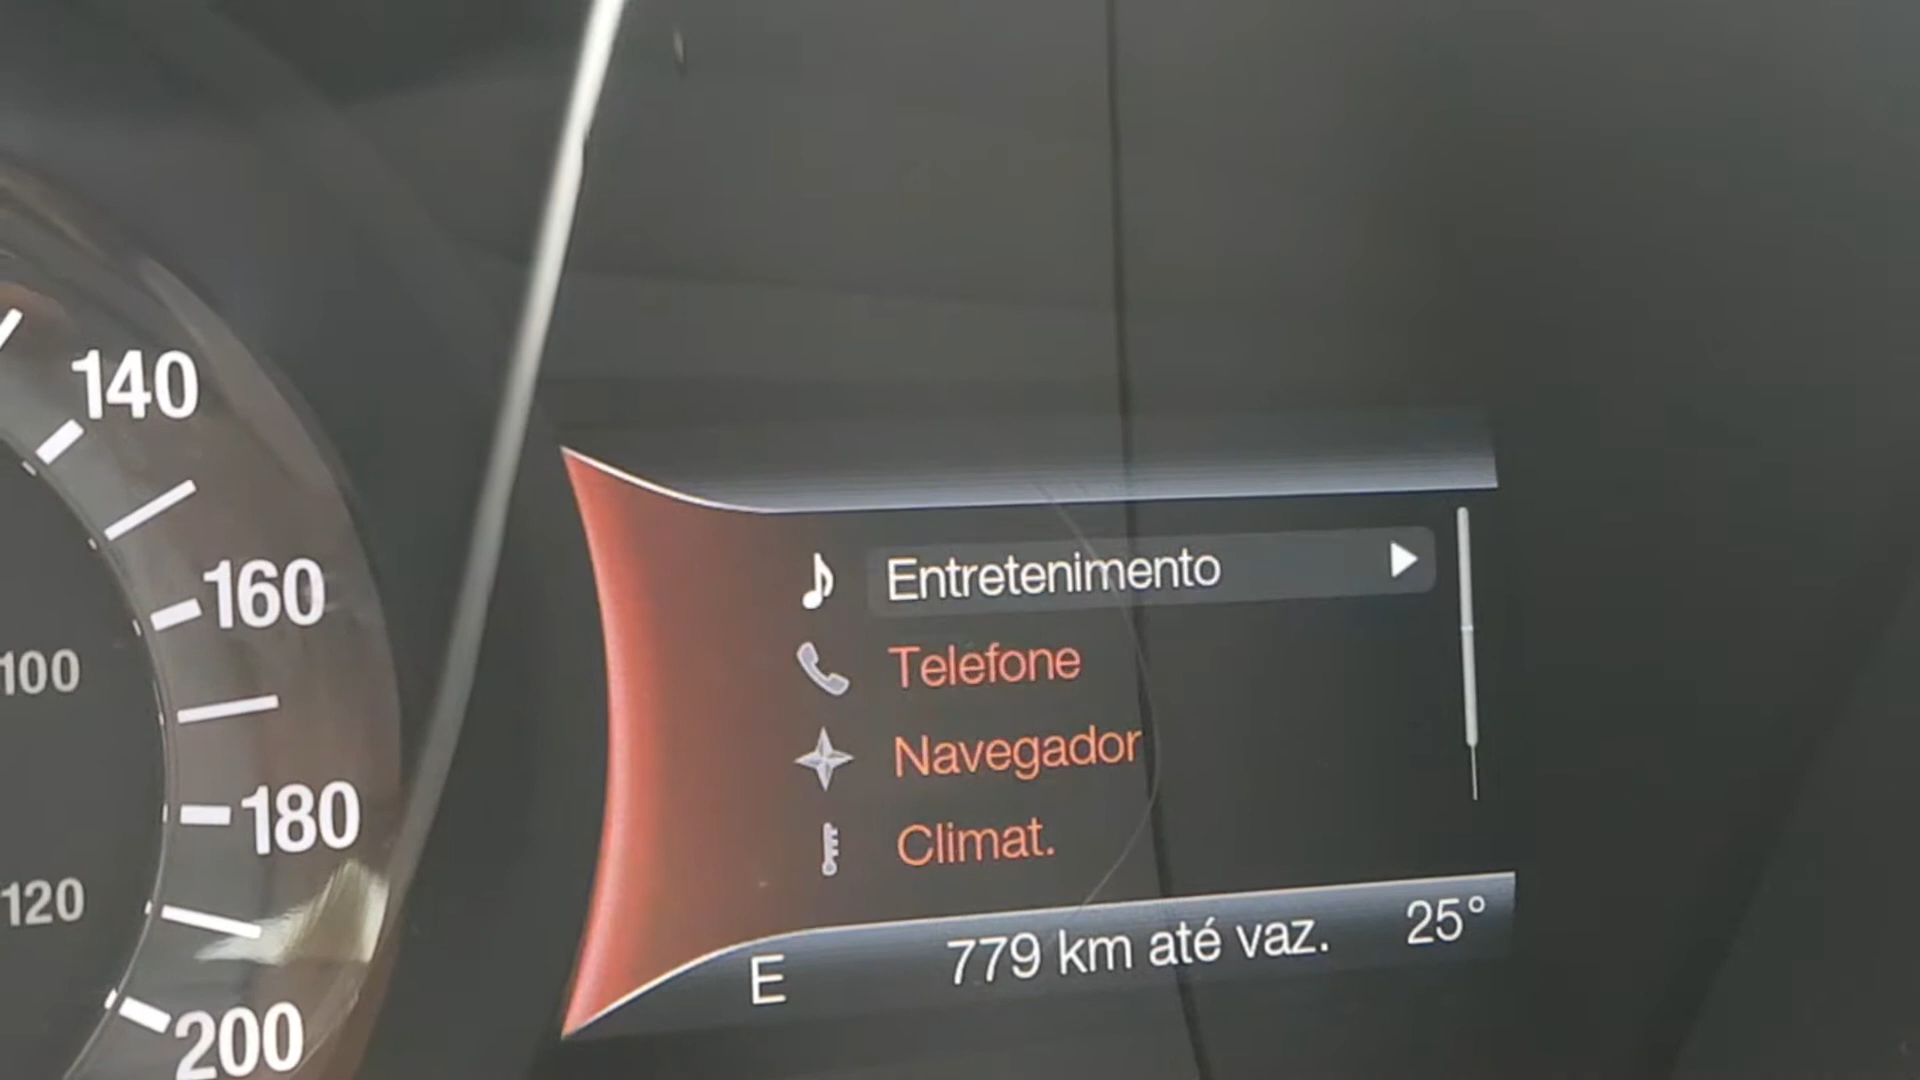 140
160
180
200
100
120
Entretenimento
Telefone
Navegador
Climat.
E
779 km até vaz.
25°